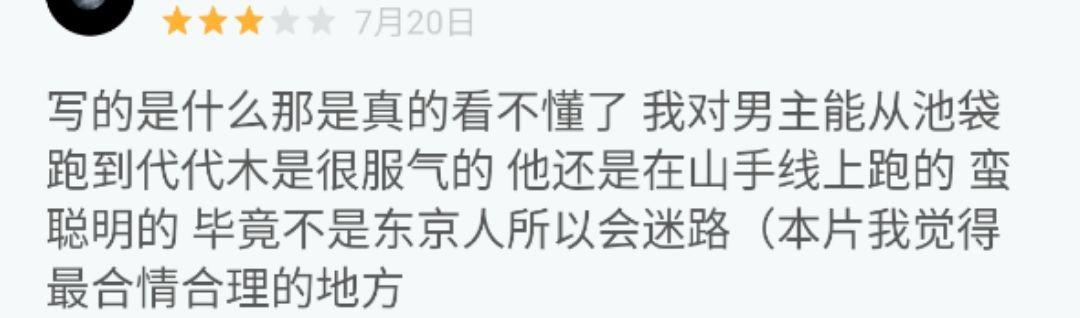 7月20日
写的是什么那是真的看不懂了 我对男主能从池袋
跑到代代木是很服气的 他还是在山手线上跑的 蛮
聪明的 毕竟不是东京人所以会迷路（本片我觉得
最合情合理的地方